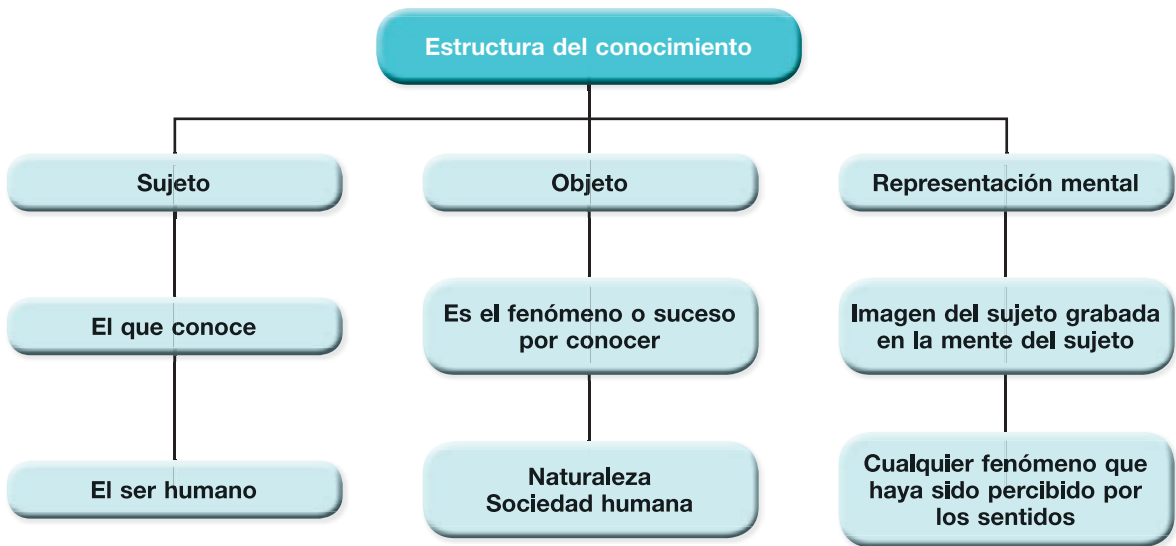 Estructura del conocimiento
Sujeto
El que conoce
El ser humano
Objeto
Es el fenómeno o suceso
por conocer
Naturaleza
Sociedad humana
Representación mental
Imagen del sujeto grabada
en la mente del sujeto
Cualquier fenómeno que
haya sido percibido por
los sentidos